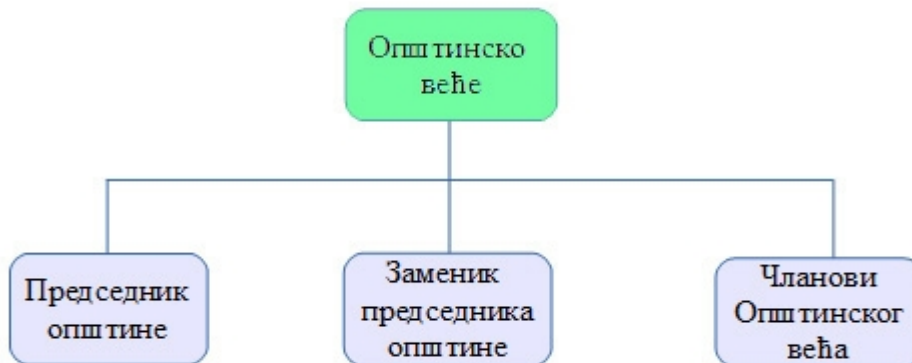 Општинско
веће
Председник
општине
Заменик
председника
општине
Чланови
Општинског
већа